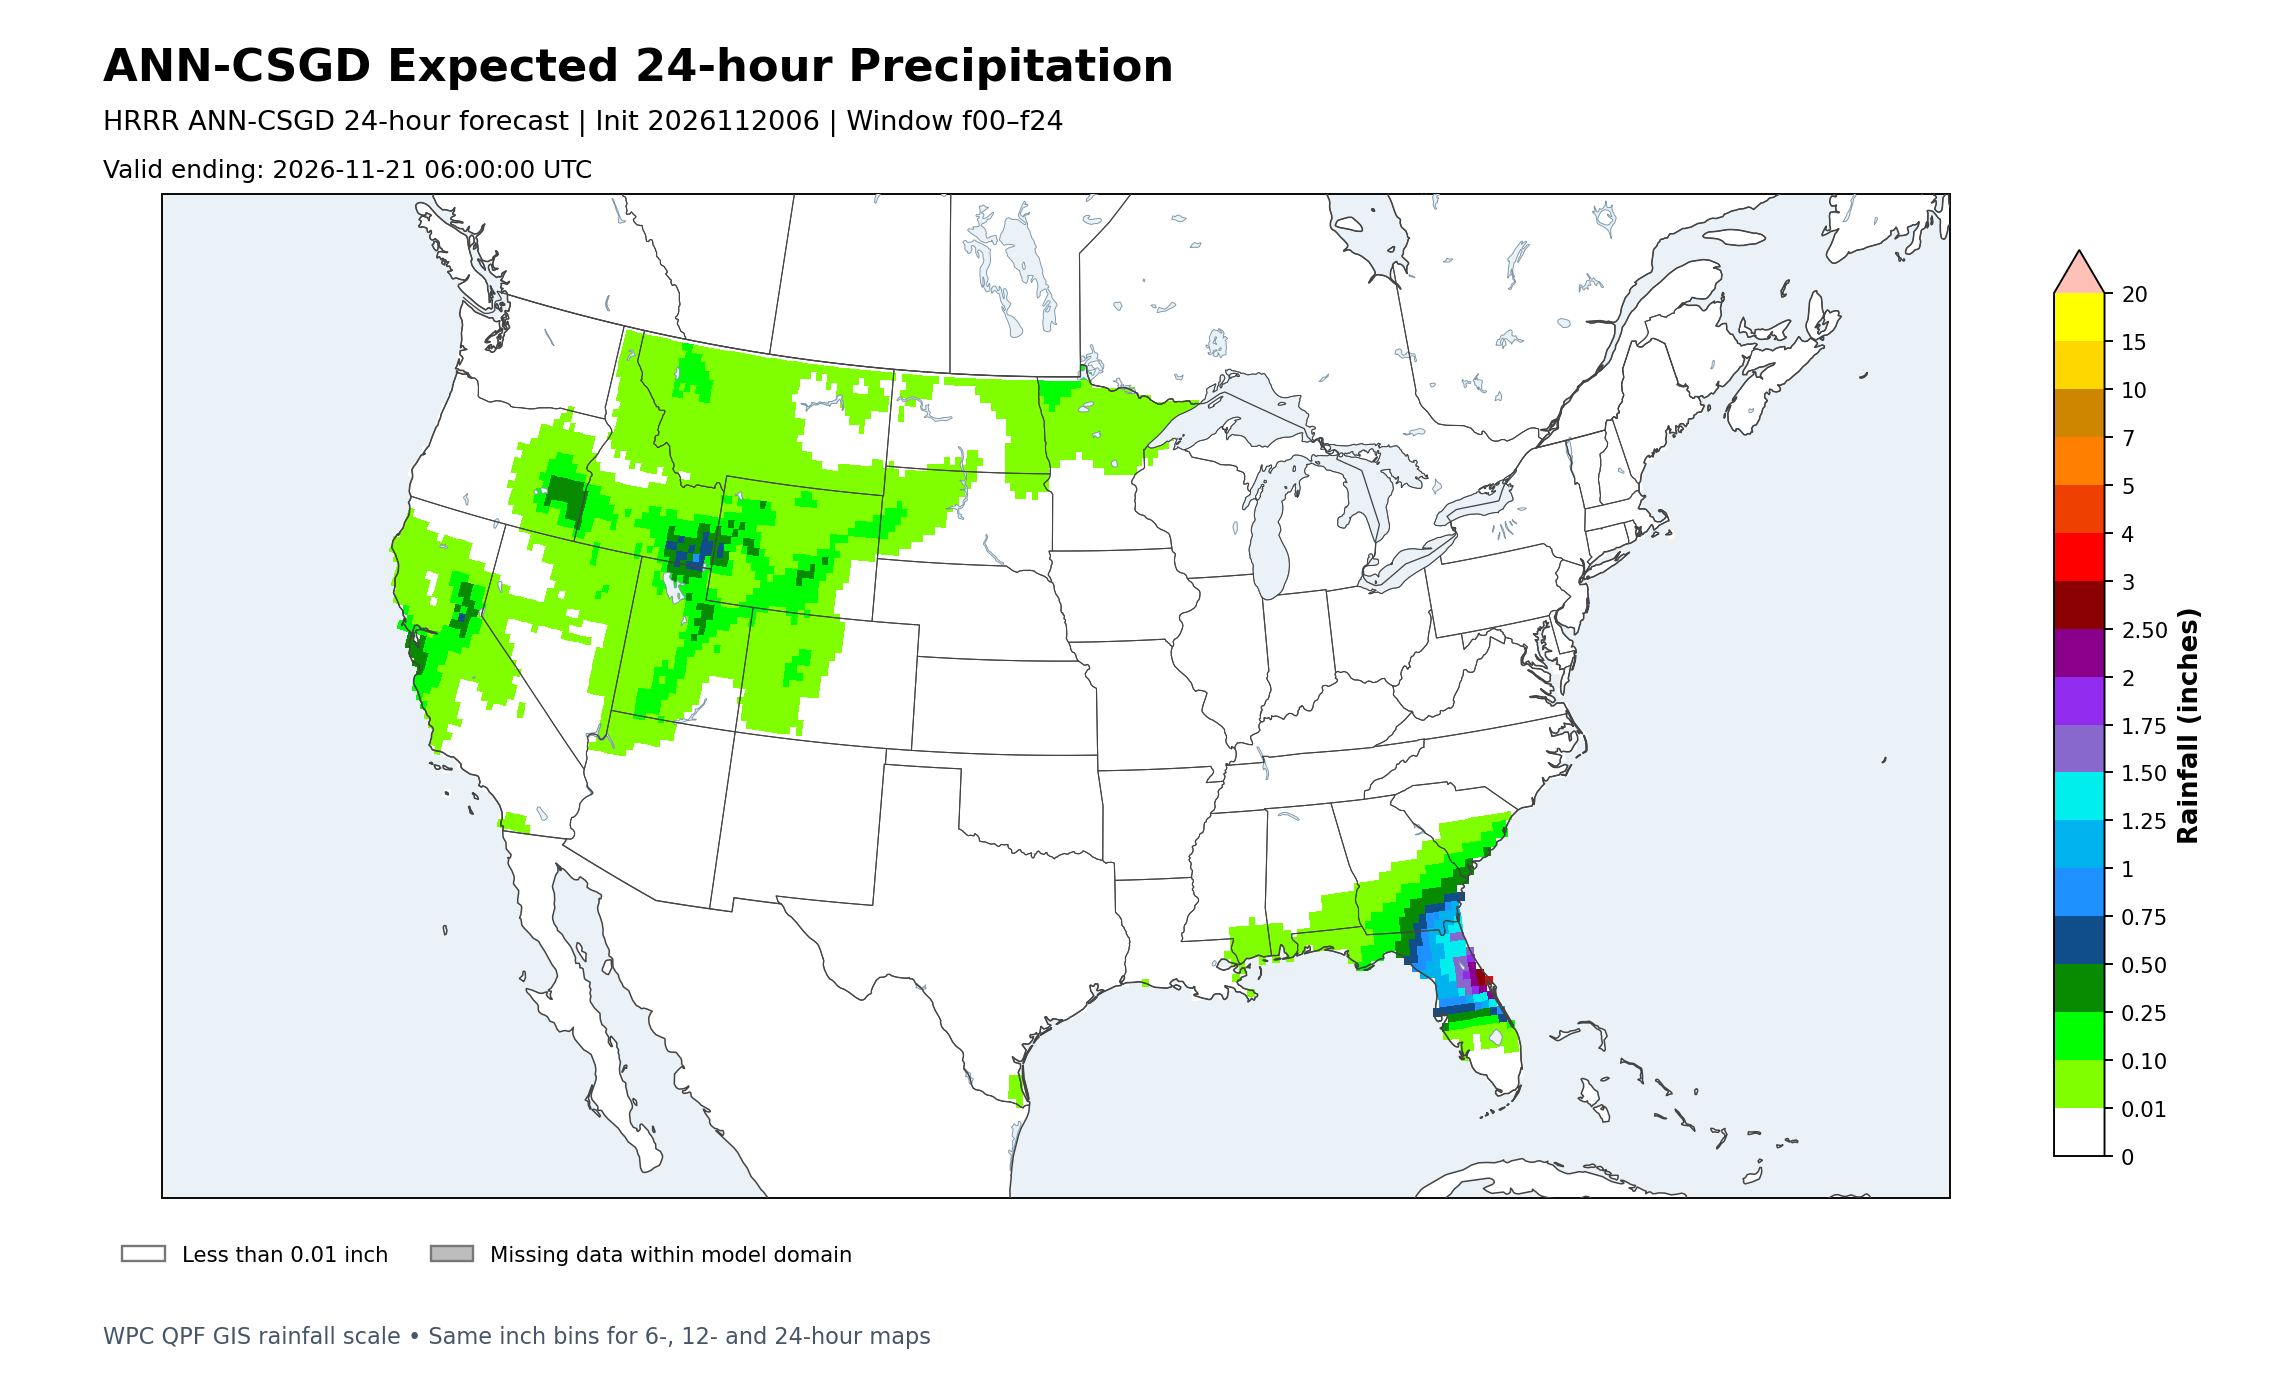 ANN-CSGD Expected 24-hour Precipitation
HRRR ANN-CSGD 24-hour forecast | Init 2026112006 | Window f00–f24
Valid ending: 2026-11-21 06:00:00 UTC
20
15
10
7
5
4
3
2.50
2
1.75
1.50
1.25
1
0.75
0.50
0.25
0.10
0.01
0
Rainfall (inches)
Less than 0.01 inch
Missing data within model domain
WPC QPF GIS rainfall scale • Same inch bins for 6-, 12- and 24-hour maps